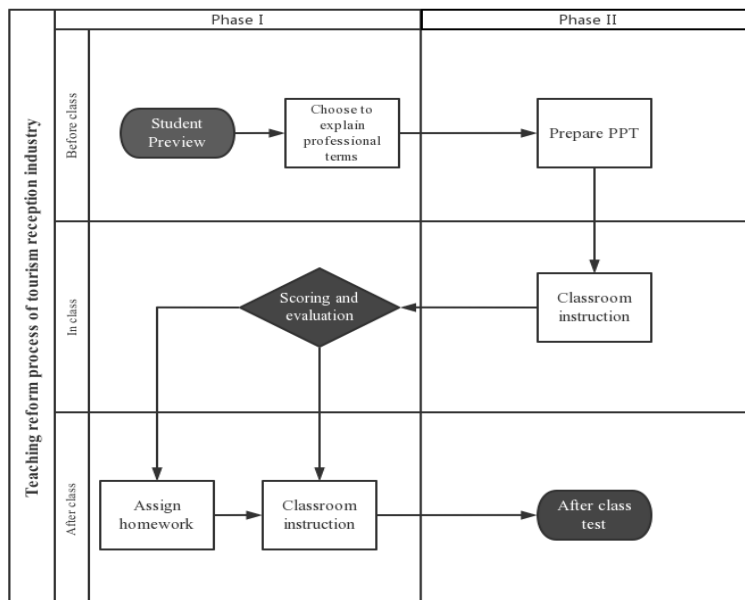 Phase I
Phase II
Teaching reform process of tourism reception industry
Before class
Student
Preview
Choose to
explain
professional
terms
Prepare PPT
In class
Scoring and
evaluation
Classroom
instruction
After class
Assign
homework
Classroom
instruction
After class
test